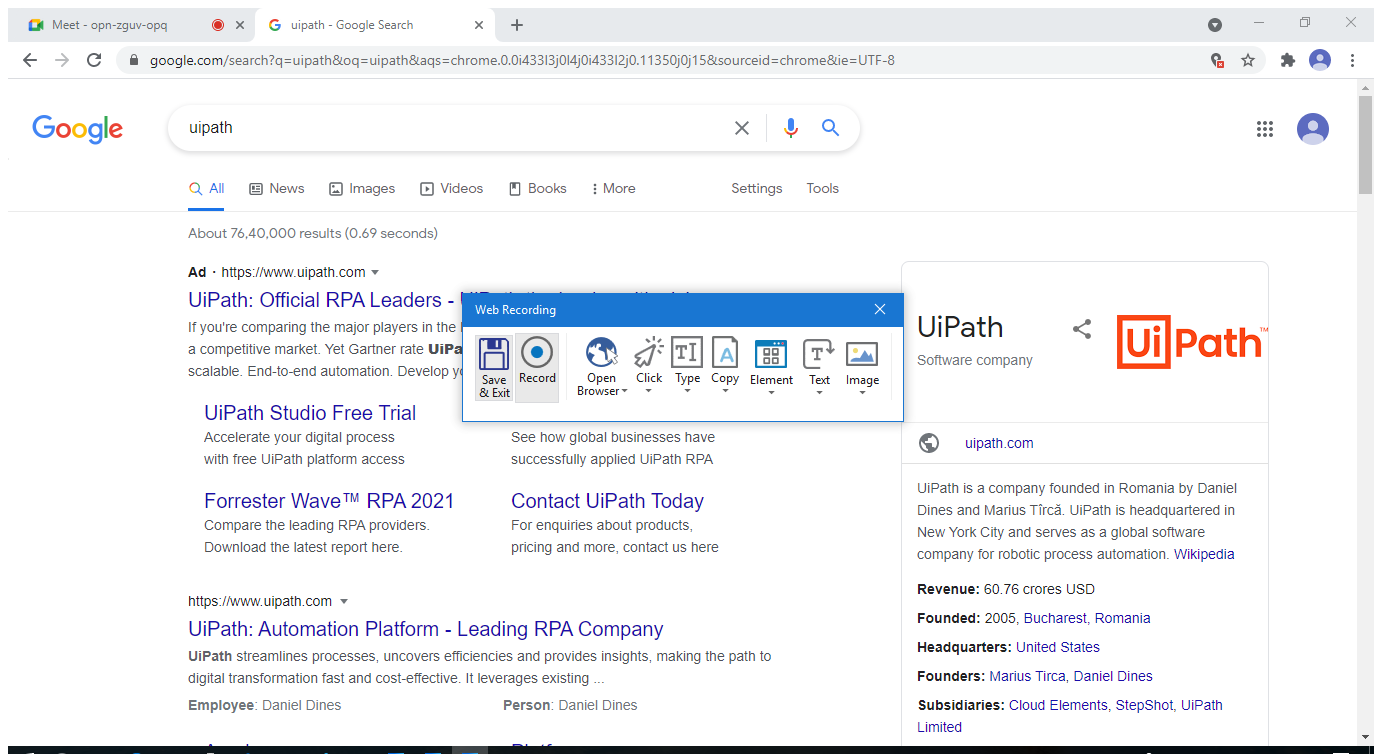 Meet - opn-zguv-opq
uipath - Google Search
google.com/search?q=uipath&oq=uipath&aqs=chrome.0.0i433l3j0l4j0i433l2j0.11350j0j15&sourceid=chrome&ie=UTF-8
Google
uipath
All News Images Videos Books More Settings Tools
About 76,40,000 results (0.69 seconds)
Ad · https://www.uipath.com
UiPath: Official RPA Leaders -
If you're comparing the major players in the
a competitive market. Yet Gartner rate UiPa
scalable. End-to-end automation. Develop
UiPath Studio Free Trial
Accelerate your digital process
with free UiPath platform access
See how global businesses have
successfully applied UiPath RPA
Forrester Wave™ RPA 2021
Compare the leading RPA providers.
Download the latest report here.
Contact UiPath Today
For enquiries about products,
pricing and more, contact us here
https://www.uipath.com
UiPath: Automation Platform - Leading RPA Company
UiPath streamlines processes, uncovers efficiencies and provides insights, making the path to
digital transformation fast and cost-effective. It leverages existing ...
Employee: Daniel Dines Person: Daniel Dines
Web Recording
Save
& Exit
Record
Open
Browser
Click
Type
Copy
Element
Text
Image
UiPath
Software company
UiPath™
uipath.com
UiPath is a company founded in Romania by Daniel
Dines and Marius Tîrcă. UiPath is headquartered in
New York City and serves as a global software
company for robotic process automation. Wikipedia
Revenue: 60.76 crores USD
Founded: 2005, Bucharest, Romania
Headquarters: United States
Founders: Marius Tirca, Daniel Dines
Subsidiaries: Cloud Elements, StepShot, UiPath
Limited